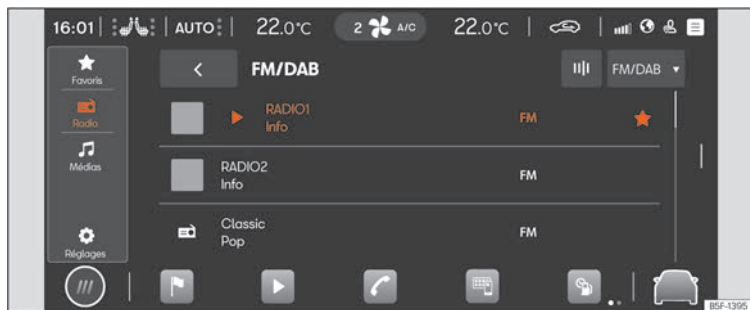 16:01 AUTO 22.0°C 2 A/C 22.0°C
Favoris
FM/DAB
FM/DAB
RADIO1
Info
FM
Radio
Médias
RADIO2
Info
FM
Classic
Pop
FM
Réglages
B5F-1395